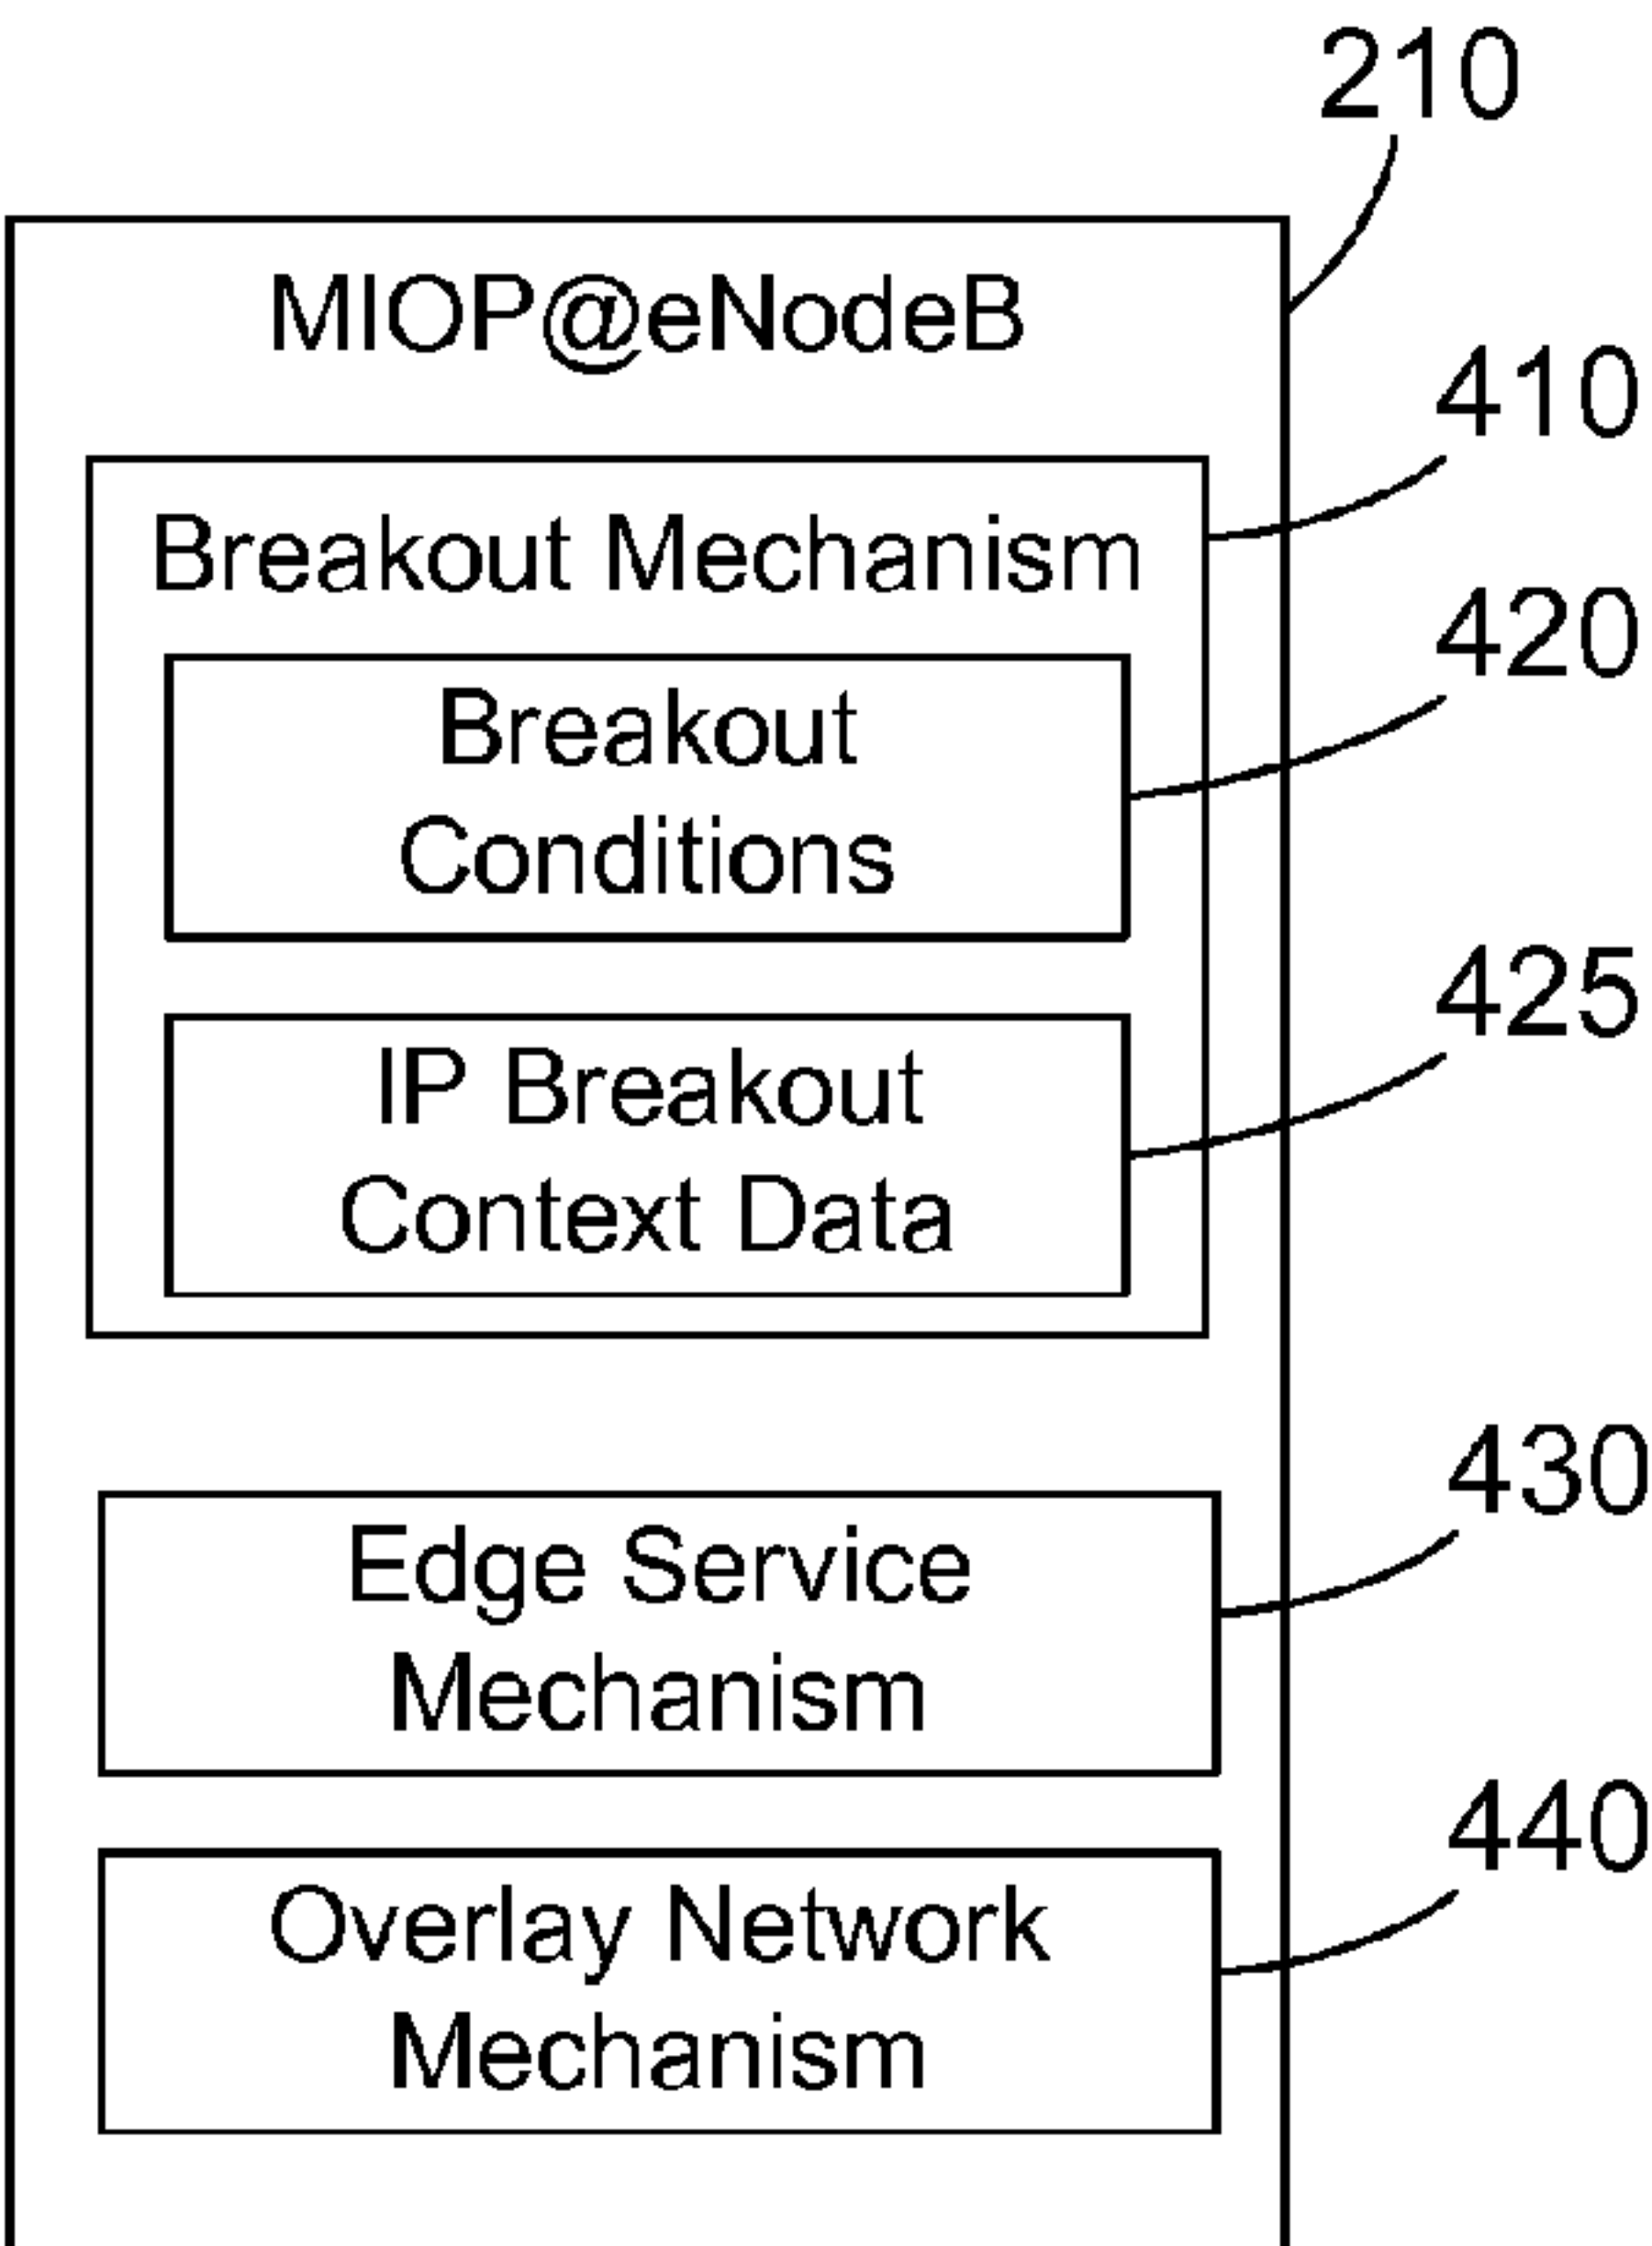 210
MIOP@eNodeB
410
Breakout Mechanism
420
Breakout
Conditions
425
IP Breakout
Context Data
430
Edge Service
Mechanism
440
Overlay Network
Mechanism